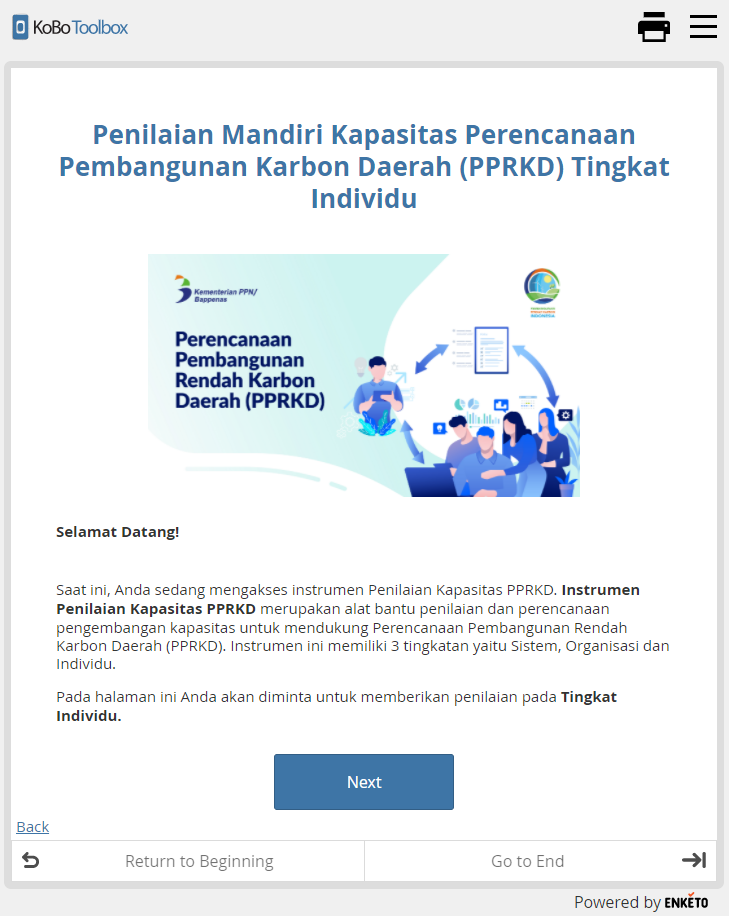 KoBoToolbox
Penilaian Mandiri Kapasitas Perencanaan
Pembangunan Karbon Daerah (PPRKD) Tingkat
Individu
Kementerian PPN/
Bappenas
INDONESIA
Perencanaan
Pembangunan
Rendah Karbon
Daerah (PPRKD)
Selamat Datang!
Saat ini, Anda sedang mengakses instrumen Penilaian Kapasitas PPRKD. Instrumen
Penilaian Kapasitas PPRKD merupakan alat bantu penilaian dan perencanaan
pengembangan kapasitas untuk mendukung Perencanaan Pembangunan Rendah
Karbon Daerah (PPRKD). Instrumen ini memiliki 3 tingkatan yaitu Sistem, Organisasi dan
Individu.
Pada halaman ini Anda akan diminta untuk memberikan penilaian pada Tingkat
Individu.
Next
Back
Return to Beginning
Go to End
Powered by ENKETO